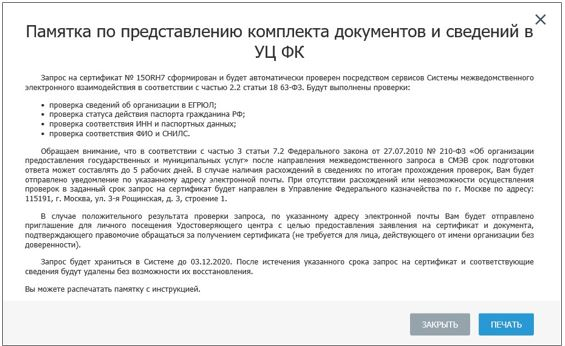 Памятка по представлению комплекта документов и сведений в
УЦ ФК
Запрос на сертификат № 15ORH7 сформирован и будет автоматически проверен посредством сервисов Системы межведомственного
электронного взаимодействия в соответствии с частью 2.2 статьи 18 63-ФЗ. Будут выполнены проверки:
• проверка сведений об организации в ЕГРЮЛ;
• проверка статуса действия паспорта гражданина РФ;
• проверка соответствия ИНН и паспортных данных;
• проверка соответствия ФИО и СНИЛС.
Обращаем внимание, что в соответствии с частью 3 статьи 7.2 Федерального закона от 27.07.2010 № 210-ФЗ «Об организации
предоставления государственных и муниципальных услуг» после направления межведомственного запроса в СМЭВ срок подготовки
ответа может составлять до 5 рабочих дней. В случае наличия расхождений в сведениях по итогам прохождения проверок, Вам будет
отправлено уведомление по указанному адресу электронной почты. При отсутствии расхождений или невозможности осуществления
проверок в заданный срок запрос на сертификат будет направлен в Управление Федерального казначейства по г. Москве по адресу:
115191, г. Москва, ул. 3-я Рощинская, д. 3, строение 1.
В случае положительного результата проверки запроса, по указанному адресу электронной почты Вам будет отправлено
приглашение для личного посещения Удостоверяющего центра с целью предоставления заявления на сертификат и документа,
подтверждающего правомочие обращаться за получением сертификата (не требуется для лица, действующего от имени организации без
доверенности).
Запрос будет храниться в Системе до 03.12.2020. После истечения указанного срока запрос на сертификат и соответствующие
сведения будут удалены без возможности их восстановления.
Вы можете распечатать памятку с инструкцией.
ЗАКРЫТЬ
ПЕЧАТЬ